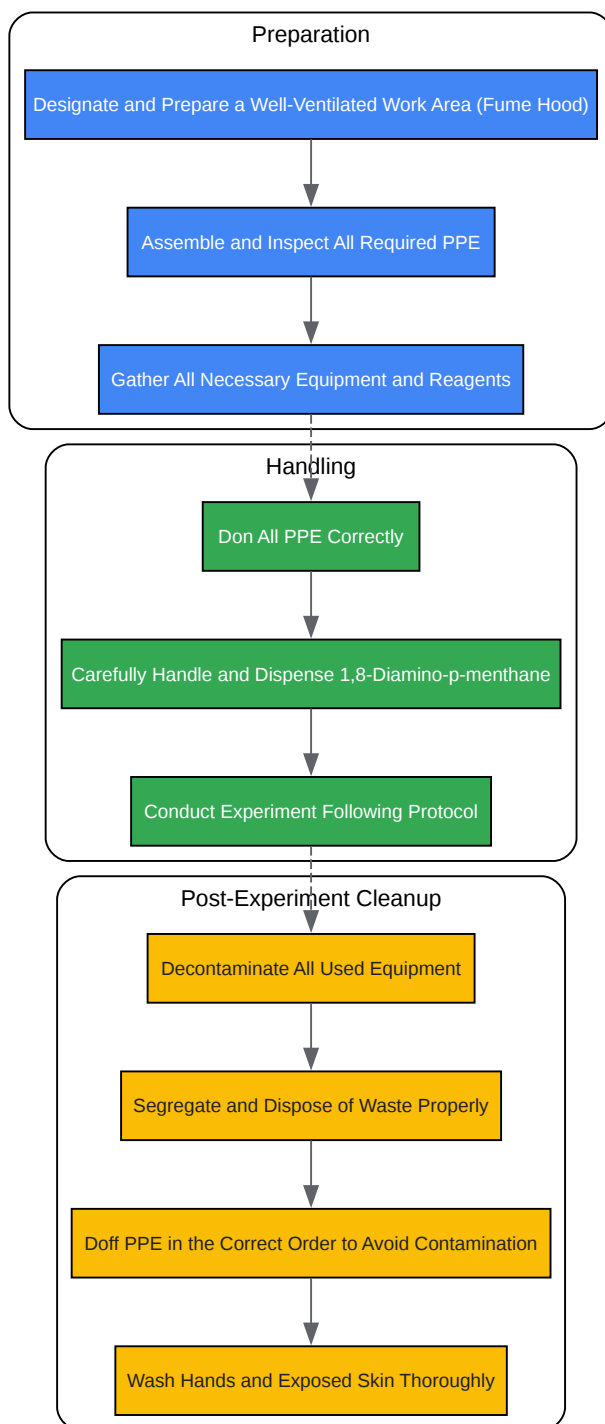 Preparation
Designate and Prepare a Well-Ventilated Work Area (Fume Hood)
Assemble and Inspect All Required PPE
Gather All Necessary Equipment and Reagents
Handling
Don All PPE Correctly
Carefully Handle and Dispense 1,8-Diamino-p-menthane
Conduct Experiment Following Protocol
Post-Experiment Cleanup
Decontaminate All Used Equipment
Segregate and Dispose of Waste Properly
Doff PPE in the Correct Order to Avoid Contamination
Wash Hands and Exposed Skin Thoroughly